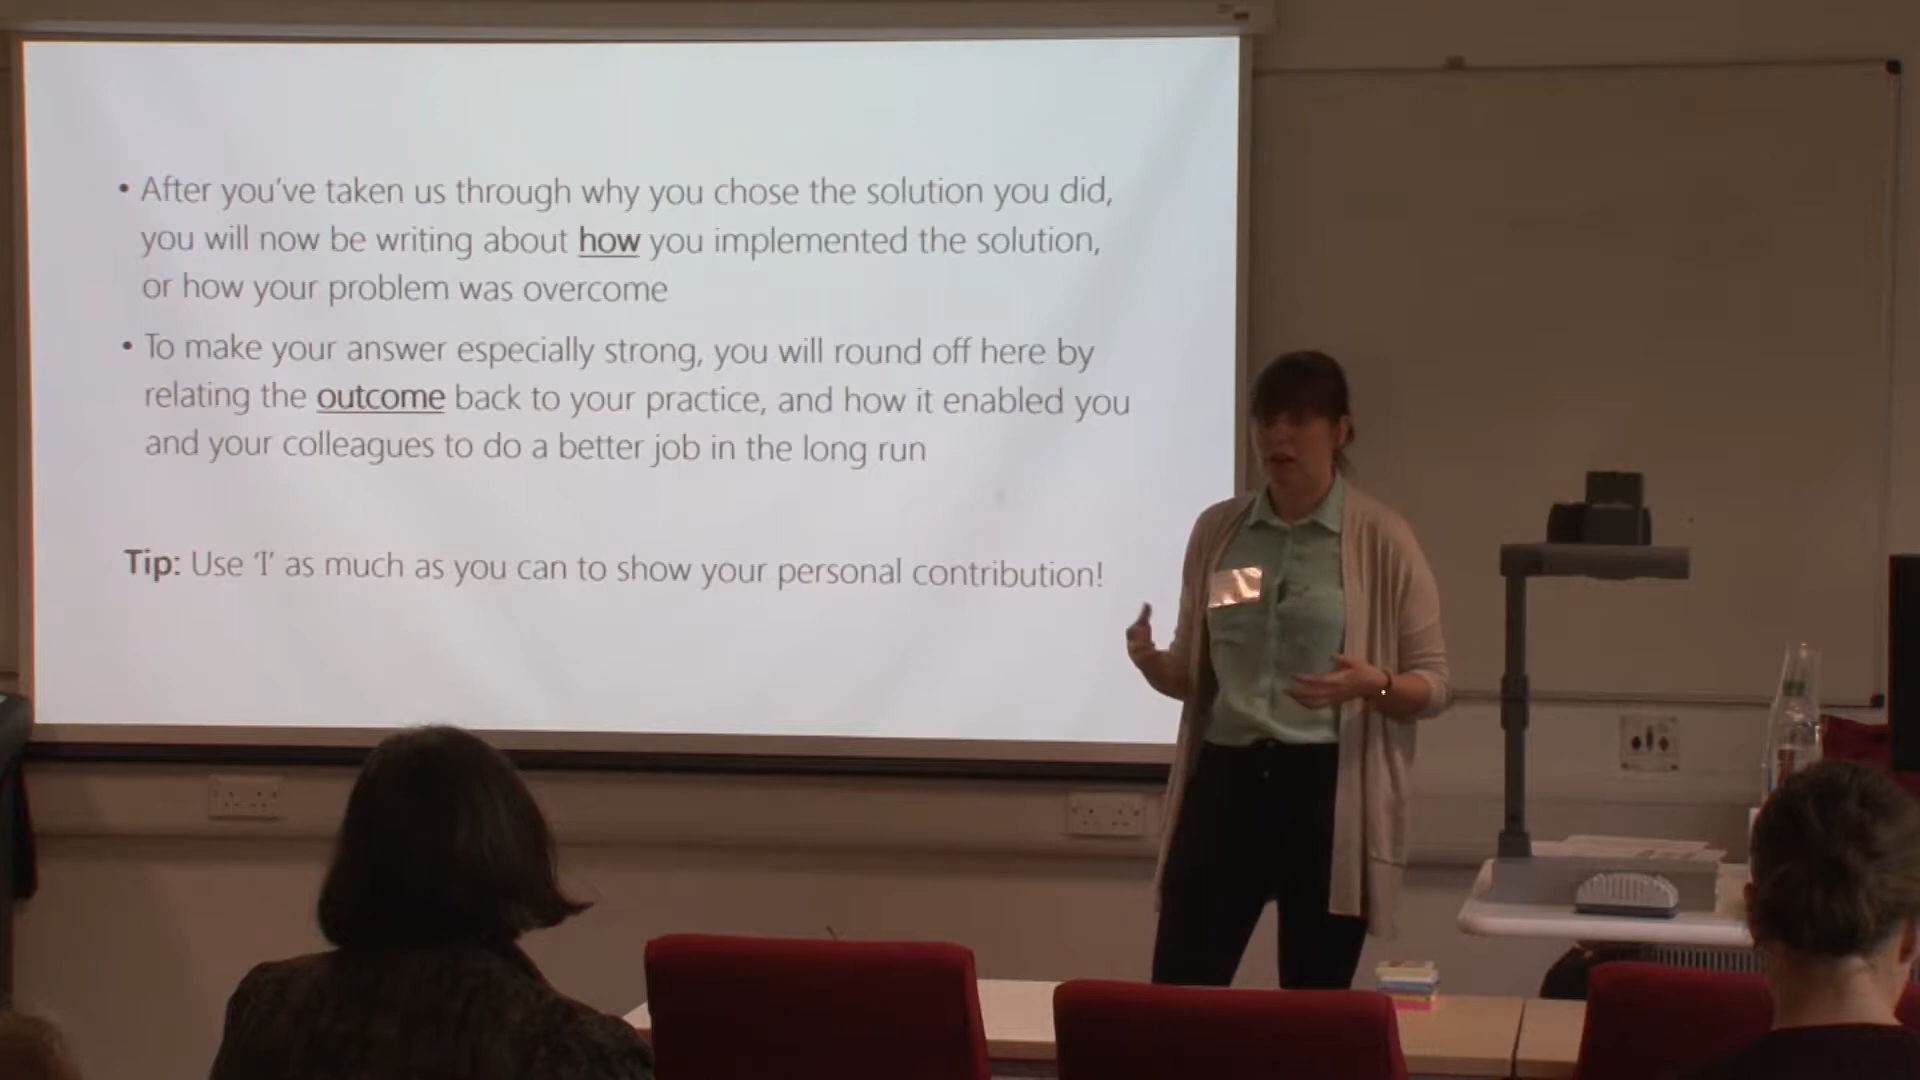 • After you've taken us through why you chose the solution you did,
you will now be writing about how you implemented the solution,
or how your problem was overcome
• To make your answer especially strong, you will round off here by
relating the outcome back to your practice, and how it enabled you
and your colleagues to do a better job in the long run
Tip: Use 'I' as much as you can to show your personal contribution!